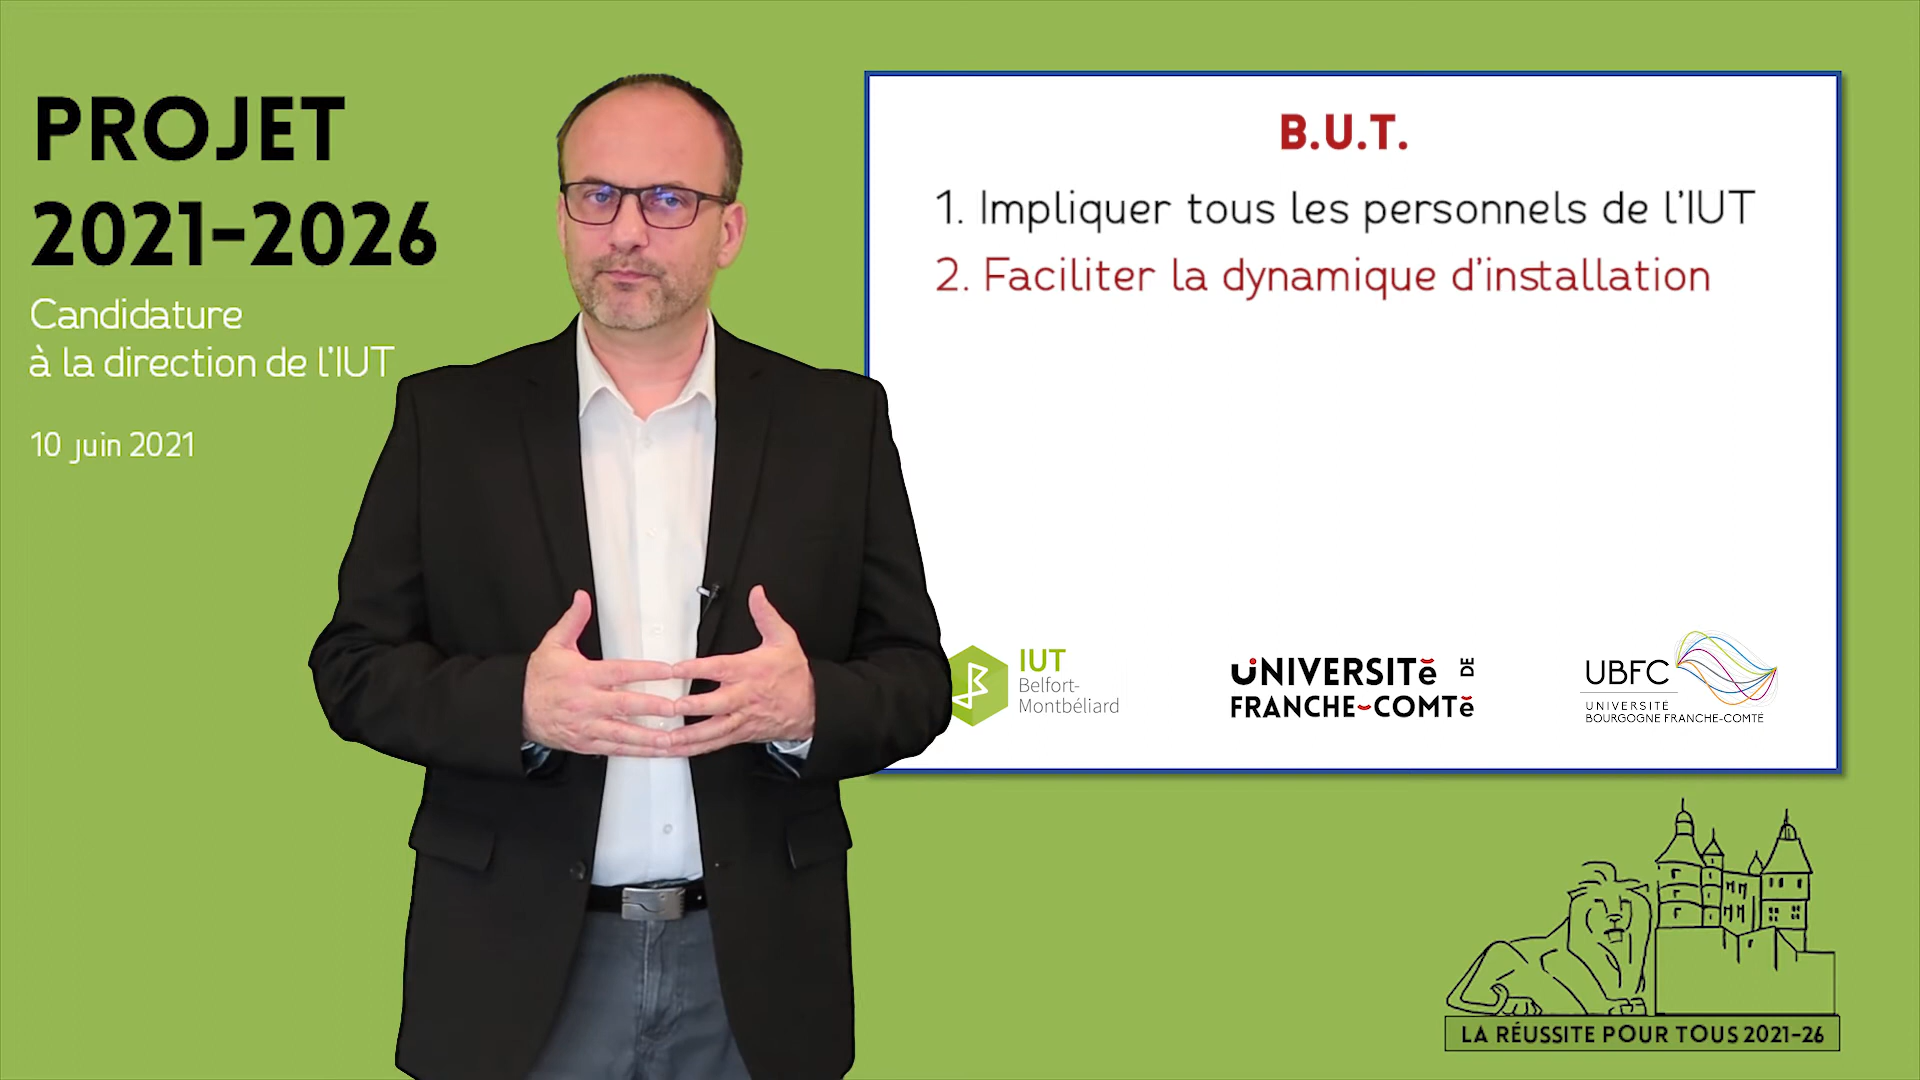 PROJET
2021-2026
Candidature
à la direction de l'IUT
10 juin 2021
B.U.T.
1. Impliquer tous les personnels de l'IUT
2. Faciliter la dynamique d'installation
IUT
Belfort-
Montbéliard
UNIVERSITĕ DE
FRANCHE-COMTĕ
UBFC
UNIVERSITÉ
BOURGOGNE FRANCHE-COMTÉ
LA RÉUSSITE POUR TOUS 2021-26